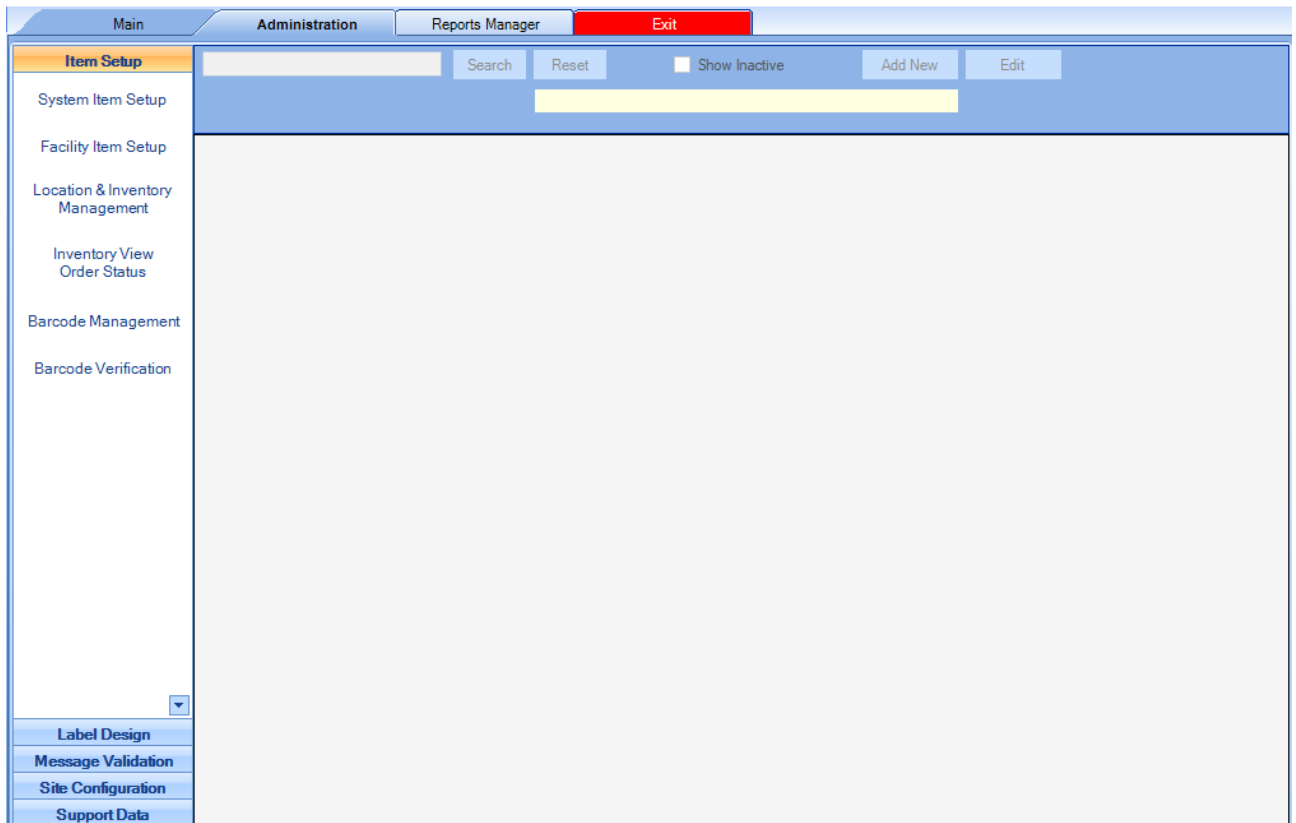 Main
Administration
Reports Manager
Exit
Item Setup
Search
Reset
Show Inactive
Add New
Edit
System Item Setup
Facility Item Setup
Location & Inventory
Management
Inventory View
Order Status
Barcode Management
Barcode Verification
Label Design
Message Validation
Site Configuration
Support Data